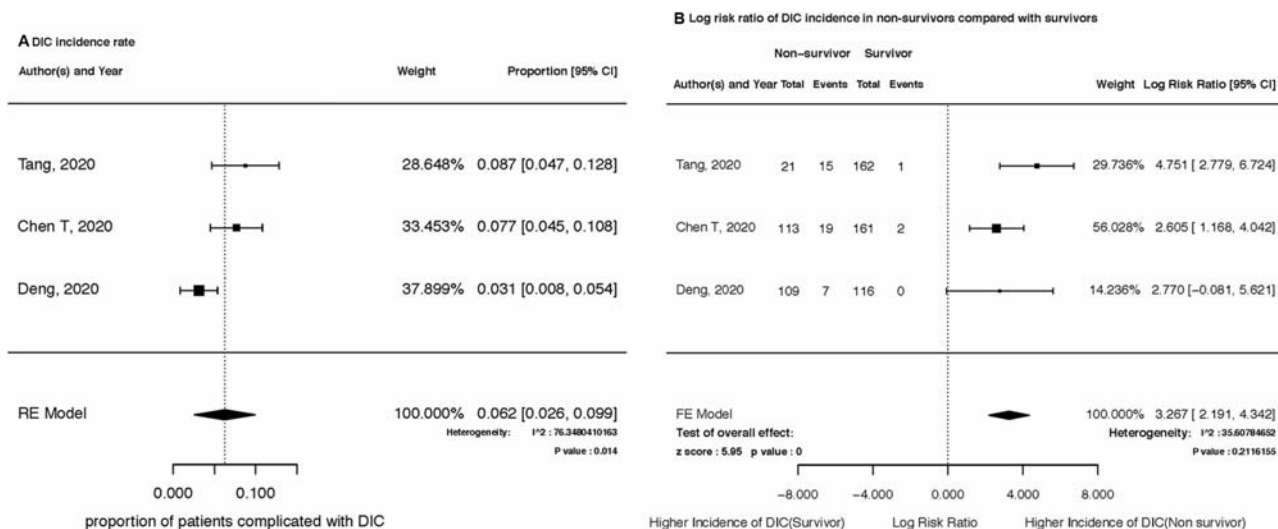 A DIC incidence rate
Author(s) and Year Weight Proportion [95% CI]
Tang, 2020 28.648% 0.087 [0.047, 0.128]
Chen T, 2020 33.453% 0.077 [0.045, 0.108]
Deng, 2020 37.899% 0.031 [0.008, 0.054]
RE Model 100.000% 0.062 [0.026, 0.099]
Heterogeneity: I^2 : 76.3480410163
P value : 0.014
0.000 0.100
proportion of patients complicated with DIC
B Log risk ratio of DIC incidence in non-survivors compared with survivors
Non-survivor Survivor
Author(s) and Year Total Events Total Events Weight Log Risk Ratio [95% CI]
Tang, 2020 21 15 162 1 29.736% 4.751 [ 2.779, 6.724]
Chen T, 2020 113 19 161 2 56.028% 2.605 [ 1.168, 4.042]
Deng, 2020 109 7 116 0 14.236% 2.770 [-0.081, 5.621]
FE Model 100.000% 3.267 [ 2.191, 4.342]
Test of overall effect: Heterogeneity: I^2 : 35.60784652
z score : 5.95 p value : 0 P value : 0.2116155
-8.000 -4.000 0.000 4.000 8.000
Higher Incidence of DIC(Survivor) Log Risk Ratio Higher Incidence of DIC(Non survivor)